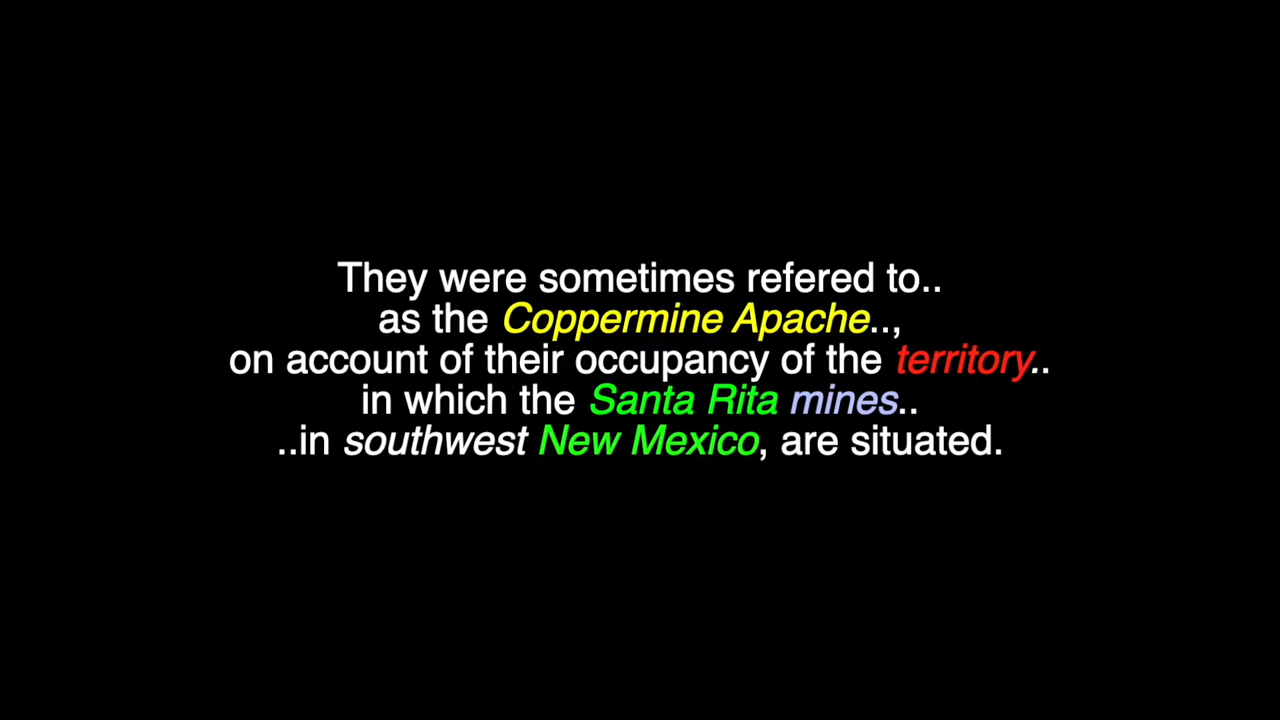 They were sometimes refered to..
as the Coppermine Apache..,
on account of their occupancy of the territory..
in which the Santa Rita mines..
..in southwest New Mexico, are situated.